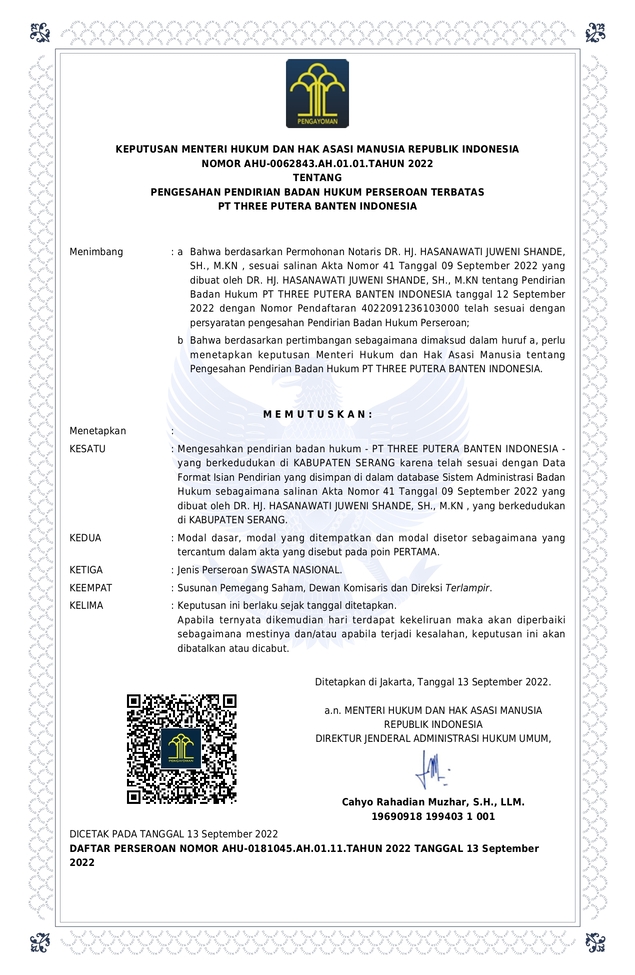 PENGAYOMAN
KEPUTUSAN MENTERI HUKUM DAN HAK ASASI MANUSIA REPUBLIK INDONESIA
NOMOR AHU-0062843.AH.01.01.TAHUN 2022
TENTANG
PENGESAHAN PENDIRIAN BADAN HUKUM PERSEROAN TERBATAS
PT THREE PUTERA BANTEN INDONESIA
Menimbang : a Bahwa berdasarkan Permohonan Notaris DR. HJ. HASANAWATI JUWENI SHANDE,
SH., M.KN , sesuai salinan Akta Nomor 41 Tanggal 09 September 2022 yang
dibuat oleh DR. HJ. HASANAWATI JUWENI SHANDE, SH., M.KN tentang Pendirian
Badan Hukum PT THREE PUTERA BANTEN INDONESIA tanggal 12 September
2022 dengan Nomor Pendaftaran 4022091236103000 telah sesuai dengan
persyaratan pengesahan Pendirian Badan Hukum Perseroan;
b Bahwa berdasarkan pertimbangan sebagaimana dimaksud dalam huruf a, perlu
menetapkan keputusan Menteri Hukum dan Hak Asasi Manusia tentang
Pengesahan Pendirian Badan Hukum PT THREE PUTERA BANTEN INDONESIA.
M E M U T U S K A N :
Menetapkan :
KESATU : Mengesahkan pendirian badan hukum - PT THREE PUTERA BANTEN INDONESIA -
yang berkedudukan di KABUPATEN SERANG karena telah sesuai dengan Data
Format Isian Pendirian yang disimpan di dalam database Sistem Administrasi Badan
Hukum sebagaimana salinan Akta Nomor 41 Tanggal 09 September 2022 yang
dibuat oleh DR. HJ. HASANAWATI JUWENI SHANDE, SH., M.KN , yang berkedudukan
di KABUPATEN SERANG.
KEDUA : Modal dasar, modal yang ditempatkan dan modal disetor sebagaimana yang
tercantum dalam akta yang disebut pada poin PERTAMA.
KETIGA : Jenis Perseroan SWASTA NASIONAL.
KEEMPAT : Susunan Pemegang Saham, Dewan Komisaris dan Direksi Terlampir.
KELIMA : Keputusan ini berlaku sejak tanggal ditetapkan.
Apabila ternyata dikemudian hari terdapat kekeliruan maka akan diperbaiki
sebagaimana mestinya dan/atau apabila terjadi kesalahan, keputusan ini akan
dibatalkan atau dicabut.
Ditetapkan di Jakarta, Tanggal 13 September 2022.
a.n. MENTERI HUKUM DAN HAK ASASI MANUSIA
REPUBLIK INDONESIA
DIREKTUR JENDERAL ADMINISTRASI HUKUM UMUM,
PENGAYOMAN
Cahyo Rahadian Muzhar, S.H., LLM.
19690918 199403 1 001
DICETAK PADA TANGGAL 13 September 2022
DAFTAR PERSEROAN NOMOR AHU-0181045.AH.01.11.TAHUN 2022 TANGGAL 13 September
2022